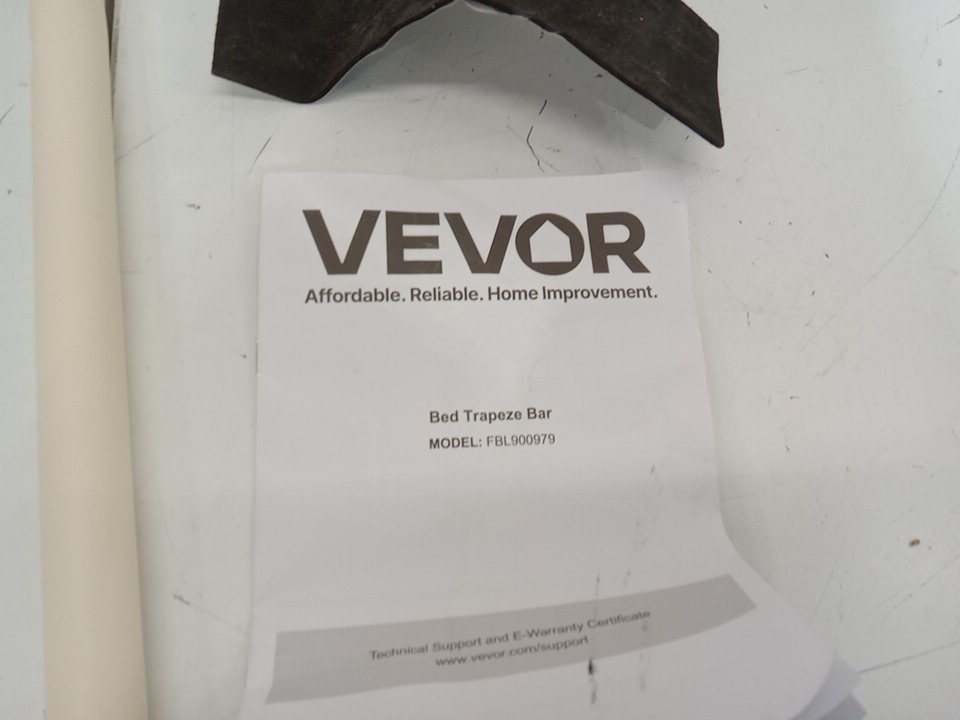 VEVOR
Affordable. Reliable. Home Improvement.
Bed Trapeze Bar
MODEL: FBL900979
Technical Support and E-Warranty Certificate
www.vevor.com/support